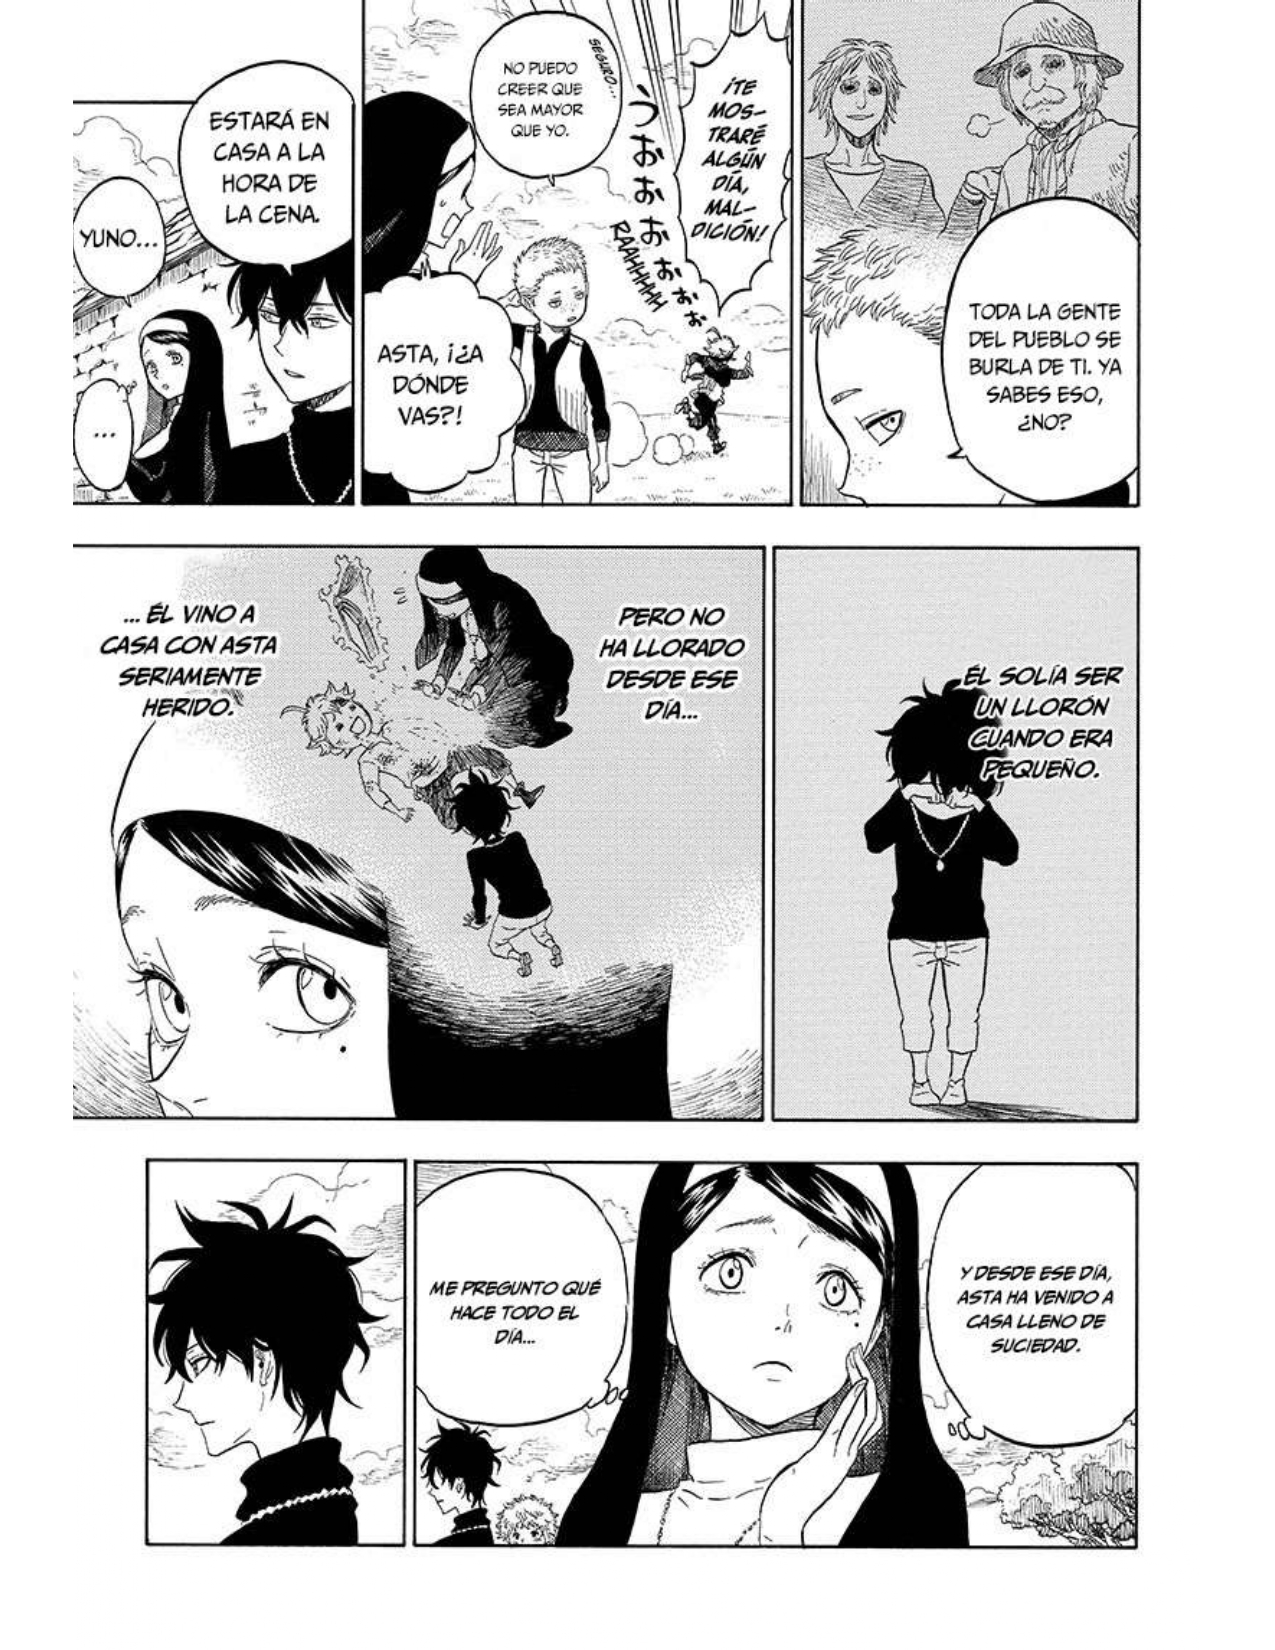 TODA LA GENTE
DEL PUEBLO SE
BURLA DE TI. YA
SABES ESO,
¿NO?
¡TE
MOS-
TRARÉ
ALGÚN
DÍA,
MAL-
DICIÓN!
うおおおおおお
RAAHHHHH
SEGURO...
NO PUEDO
CREER QUE
SEA MAYOR
QUE YO.
ASTA, ¡¿A
DÓNDE
VAS?!
ESTARÁ EN
CASA A LA
HORA DE
LA CENA.
YUNO...
...
ÉL SOLÍA SER
UN LLORÓN
CUANDO ERA
PEQUEÑO.
PERO NO
HA LLORADO
DESDE ESE
DÍA...
... ÉL VINO A
CASA CON ASTA
SERIAMENTE
HERIDO.
Y DESDE ESE DÍA,
ASTA HA VENIDO A
CASA LLENO DE
SUCIEDAD.
ME PREGUNTO QUÉ
HACE TODO EL
DÍA...